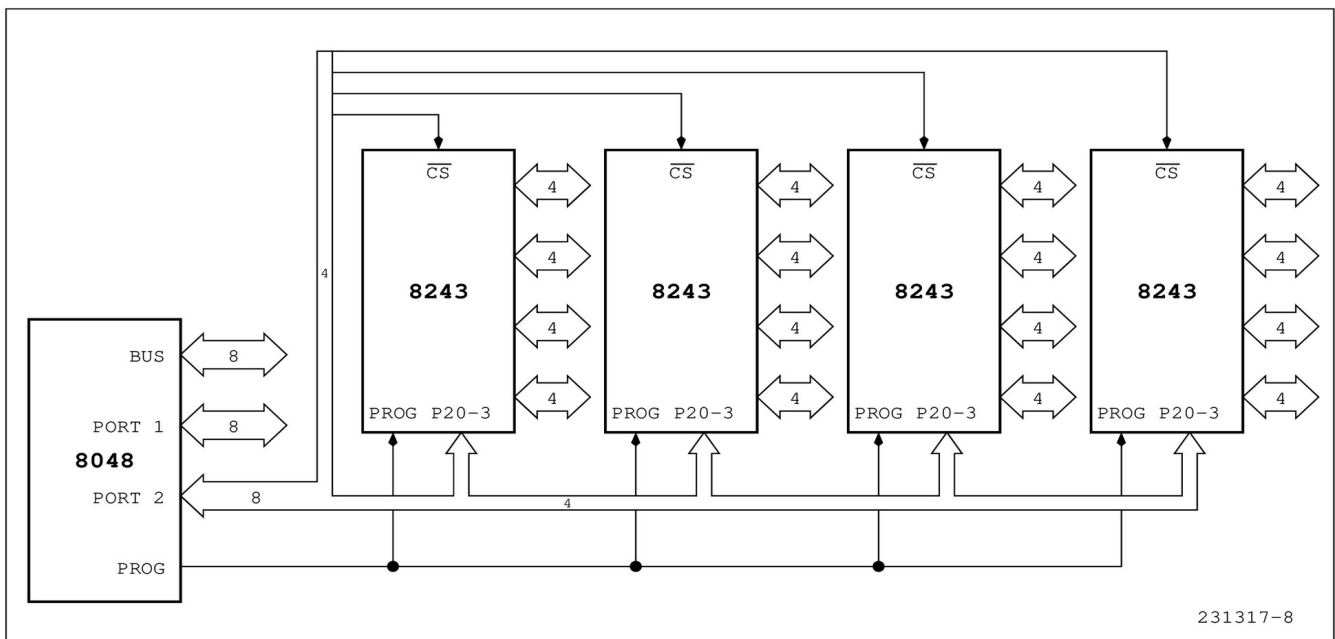 CS CS CS CS
4 4 4 4
4 4 4 4
4
8243 8243 8243 8243
4 4 4 4
BUS 8
4 4 4 4
PROG P20-3 PROG P20-3 PROG P20-3 PROG P20-3
PORT 1 8
8048
PORT 2 8 4
PROG
231317-8